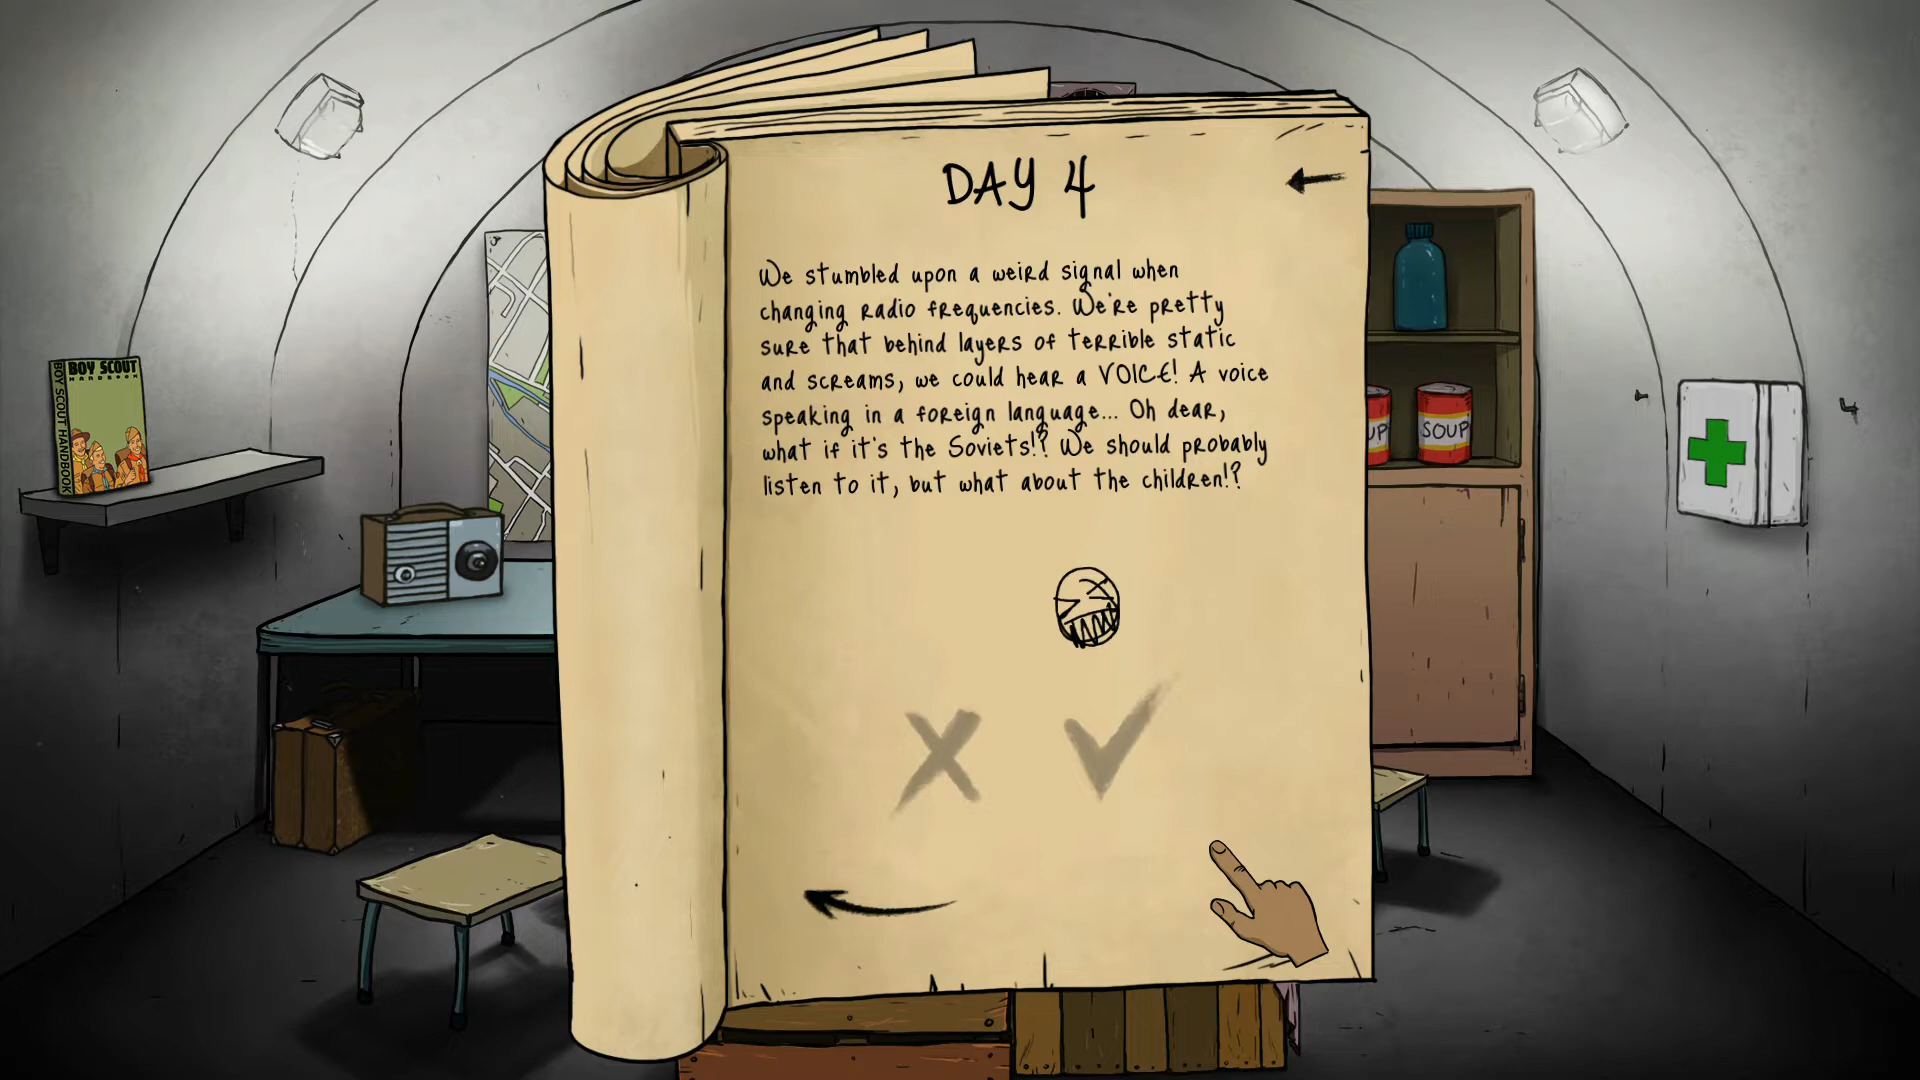 DAY 4
We stumbled upon a weird signal when
changing radio frequencies. We're pretty
sure that behind layers of terrible static
and screams, we could hear a VOICE! A voice
speaking in a foreign language... Oh dear,
what if it's the Soviets!? We should probably
listen to it, but what about the children!?
BOY SCOUT
HANDBOOK
BOY SCOUT HANDBOOK
UP
SOUP